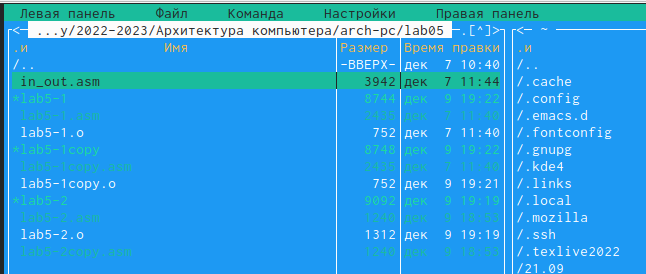 Левая панель Файл Команда Настройки Правая панель
<─ ...y/2022-2023/Архитектура компьютера/arch-pc/lab05 ─.[^]> <─ ~
.и Имя Размер Время правки .и
/.. -ВВЕРХ- дек 7 10:40 /.cache
in_out.asm 3942 дек 7 11:44 /.config
*lab5-1 8744 дек 9 19:22 /.emacs.d
lab5-1.asm 2435 дек 7 11:40 /.fontconfig
lab5-1.o 752 дек 7 11:40 /.gnupg
*lab5-1copy 8748 дек 9 19:22 /.kde4
lab5-1copy.asm 2435 дек 7 11:40 /.links
lab5-1copy.o 752 дек 9 19:21 /.local
*lab5-2 9092 дек 9 19:19 /.mozilla
lab5-2.asm 1240 дек 9 18:53 /.ssh
lab5-2.o 1312 дек 9 19:19 /.texlive2022
lab5-2copy.asm 1240 дек 9 18:53 /21.09